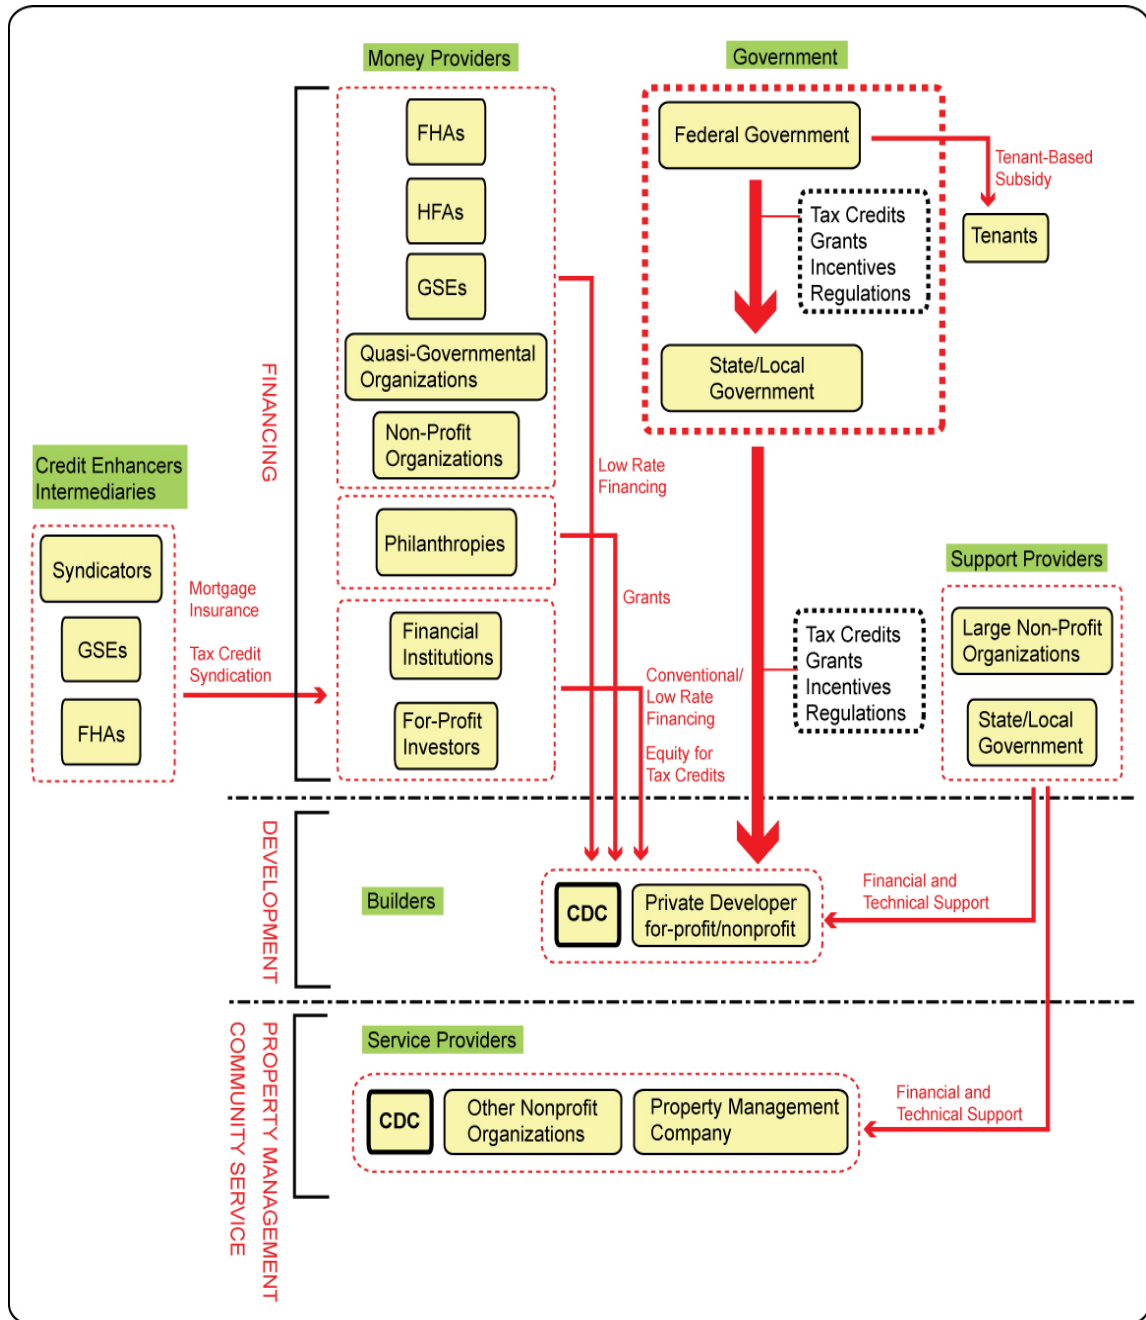 Money Providers
Government
FHAs
HFAs
GSEs
Quasi-Governmental
Organizations
Non-Profit
Organizations
Philanthropies
Financial
Institutions
For-Profit
Investors
FINANCING
Credit Enhancers
Intermediaries
Syndicators
GSEs
FHAs
Mortgage
Insurance
Tax Credit
Syndication
Low Rate
Financing
Grants
Conventional/
Low Rate
Financing
Equity for
Tax Credits
Federal Government
Tenant-Based
Subsidy
Tenants
Tax Credits
Grants
Incentives
Regulations
State/Local
Government
Tax Credits
Grants
Incentives
Regulations
Support Providers
Large Non-Profit
Organizations
State/Local
Government
DEVELOPMENT
Builders
CDC
Private Developer
for-profit/nonprofit
Financial and
Technical Support
PROPERTY MANAGEMENT
COMMUNITY SERVICE
Service Providers
CDC
Other Nonprofit
Organizations
Property Management
Company
Financial and
Technical Support